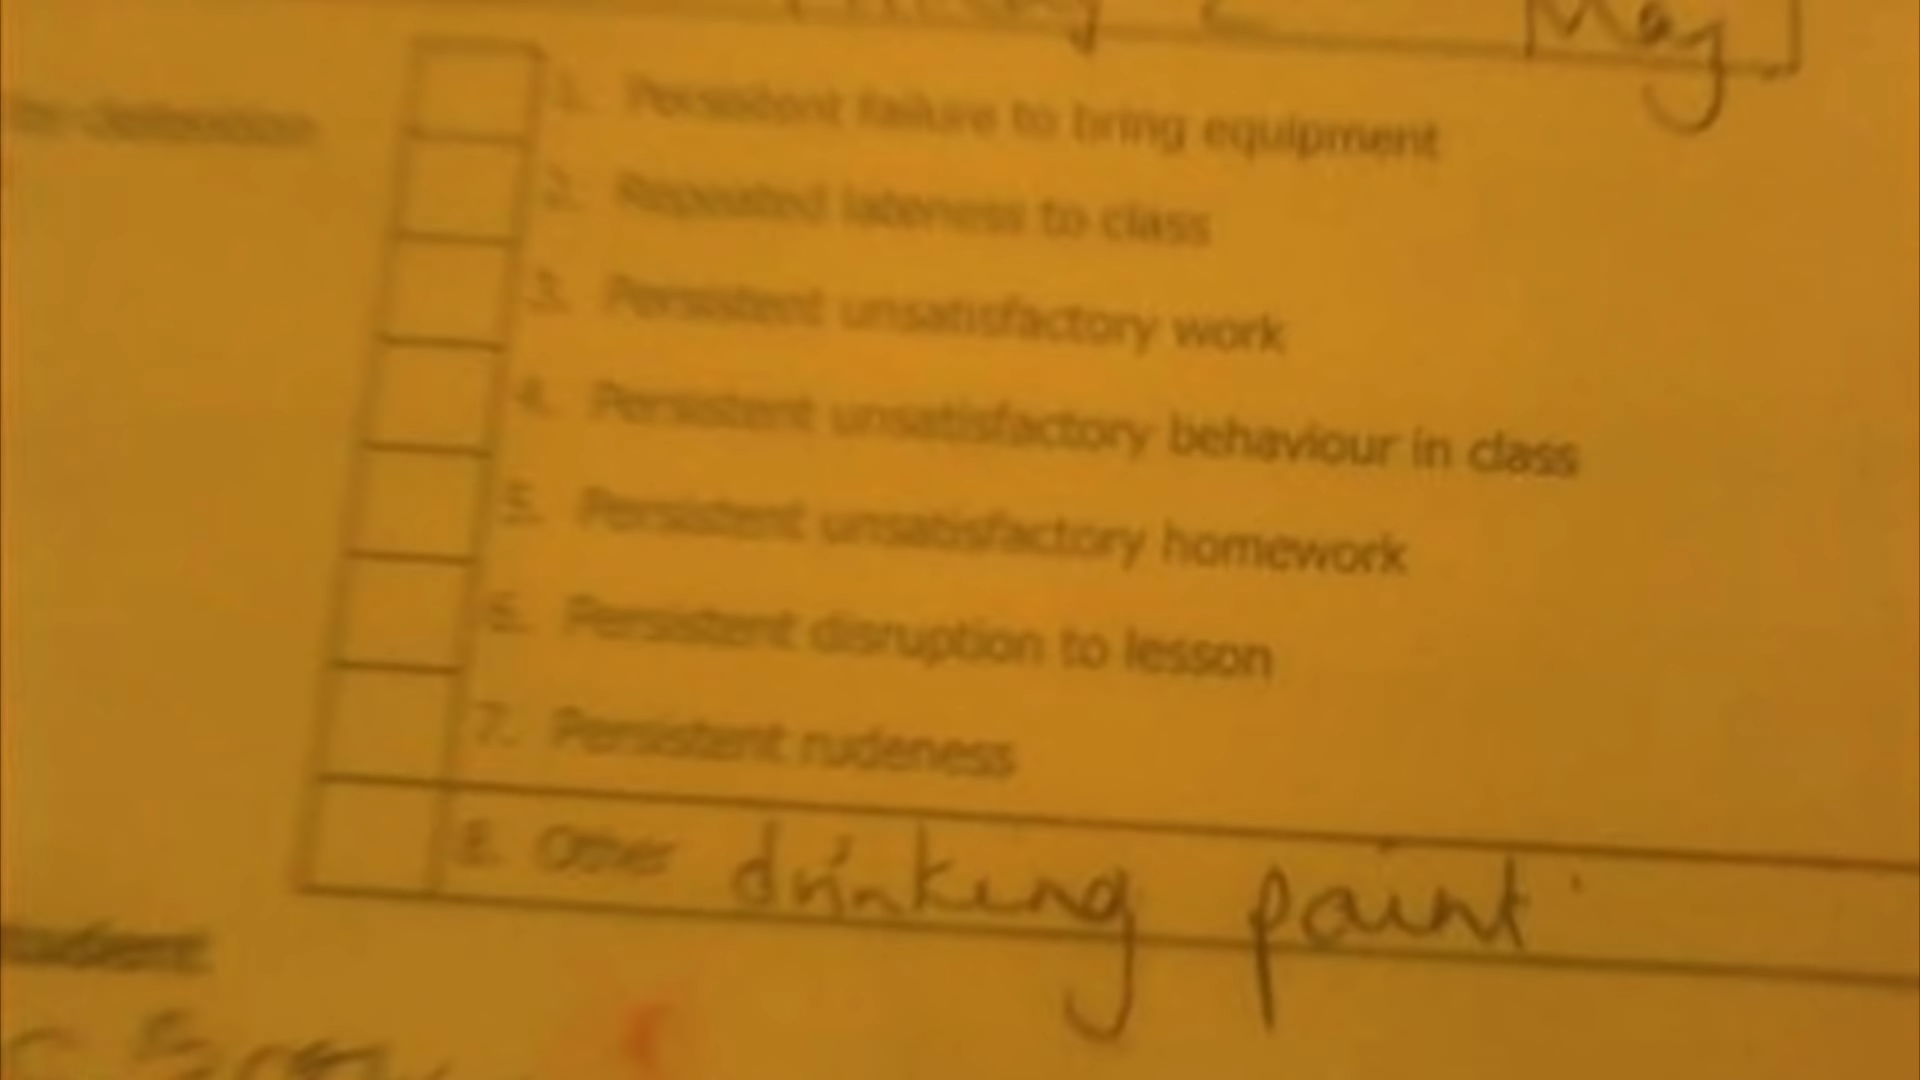 May
1. Persistent failure to bring equipment
2. Repeated lateness to class
3. Persistent unsatisfactory work
4. Persistent unsatisfactory behaviour in class
5. Persistent unsatisfactory homework
6. Persistent disruption to lesson
7. Persistent rudeness
8. Other drinking paint